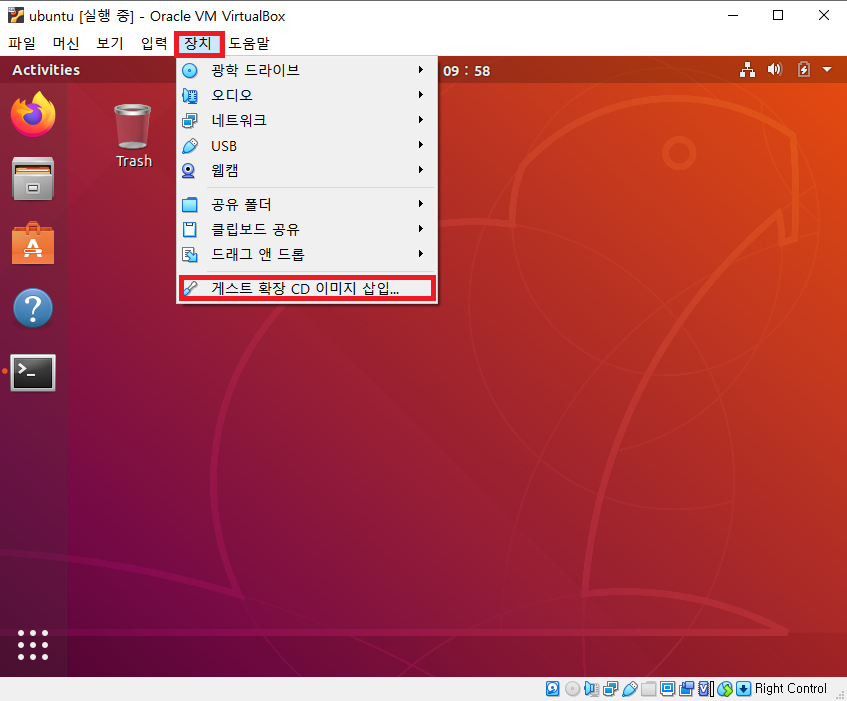 ubuntu [실행 중] - Oracle VM VirtualBox
파일 머신 보기 입력 장치 도움말
Activities
09 : 58
광학 드라이브
오디오
네트워크
USB
웹캠
공유 폴더
클립보드 공유
드래그 앤 드롭
게스트 확장 CD 이미지 삽입...
Trash
Right Control